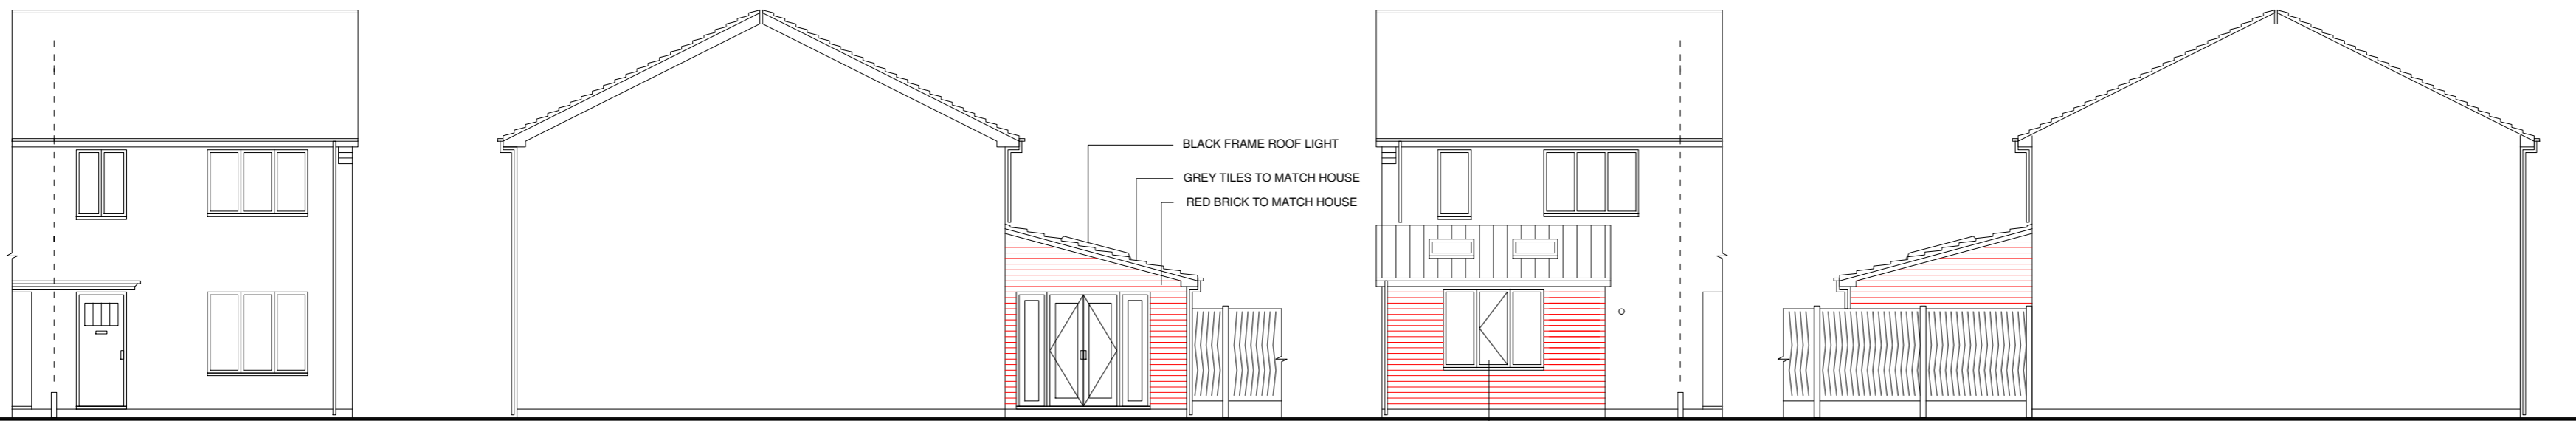 BLACK FRAME ROOF LIGHT
GREY TILES TO MATCH HOUSE
RED BRICK TO MATCH HOUSE